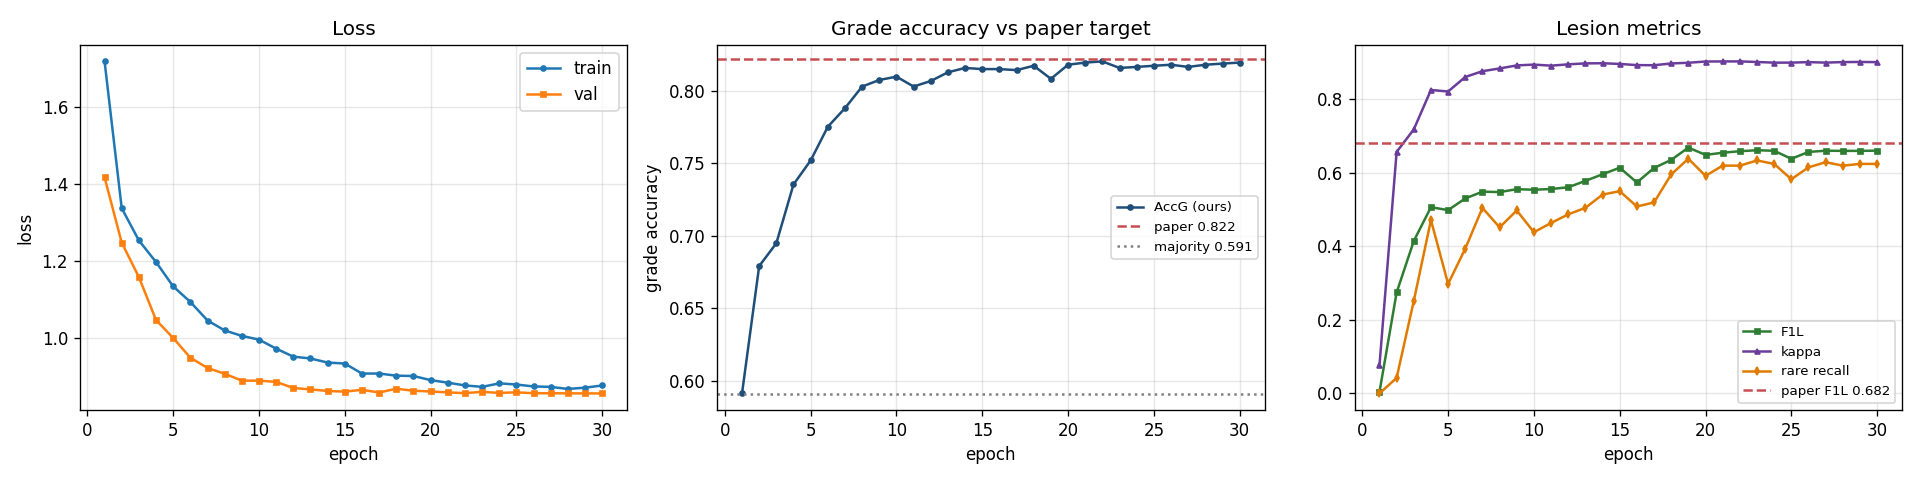 Loss
1.6
1.4
1.2
1.0
0
5
10
15
20
25
30
loss
epoch
train
val
Grade accuracy vs paper target
0.80
0.75
0.70
0.65
0.60
0
5
10
15
20
25
30
grade accuracy
epoch
AccG (ours)
paper 0.822
majority 0.591
Lesion metrics
0.8
0.6
0.4
0.2
0.0
0
5
10
15
20
25
30
epoch
F1L
kappa
rare recall
paper F1L 0.682